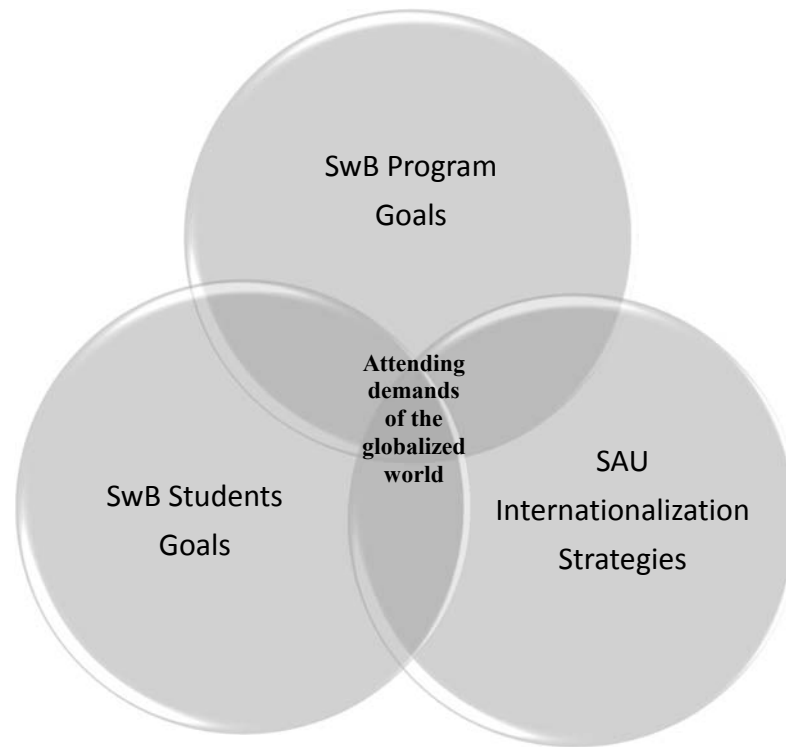 SwB Program
Goals
Attending
demands
of the
globalized
world
SwB Students
Goals
SAU
Internationalization
Strategies